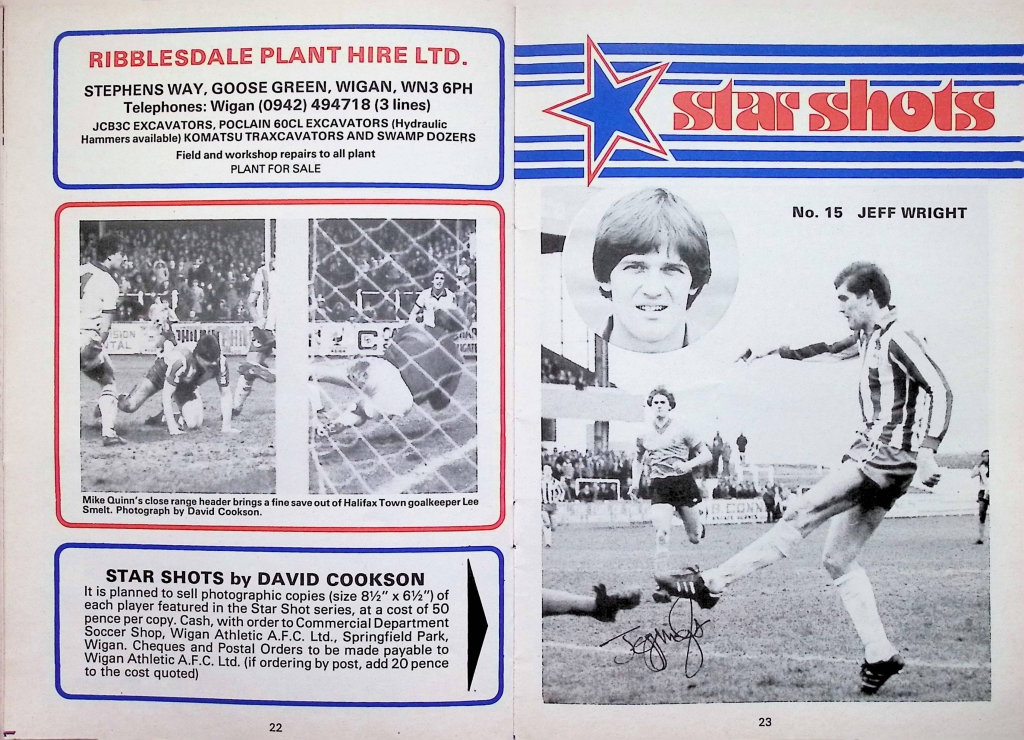 RIBBLESDALE PLANT HIRE LTD.
STEPHENS WAY, GOOSE GREEN, WIGAN, WN3 6PH
Telephones: Wigan (0942) 494718 (3 lines)
JCB3C EXCAVATORS, POCLAIN 60CL EXCAVATORS (Hydraulic
Hammers available) KOMATSU TRAXCAVATORS AND SWAMP DOZERS
Field and workshop repairs to all plant
PLANT FOR SALE
Mike Quinn's close range header brings a fine save out of Halifax Town goalkeeper Lee
Smelt. Photograph by David Cookson.
STAR SHOTS by DAVID COOKSON
It is planned to sell photographic copies (size 8½" x 6½") of
each player featured in the Star Shot series, at a cost of 50
pence per copy. Cash, with order to Commercial Department
Soccer Shop, Wigan Athletic A.F.C. Ltd., Springfield Park,
Wigan. Cheques and Postal Orders to be made payable to
Wigan Athletic A.F.C. Ltd. (if ordering by post, add 20 pence
to the cost quoted)
22
star shots
No. 15 JEFF WRIGHT
23